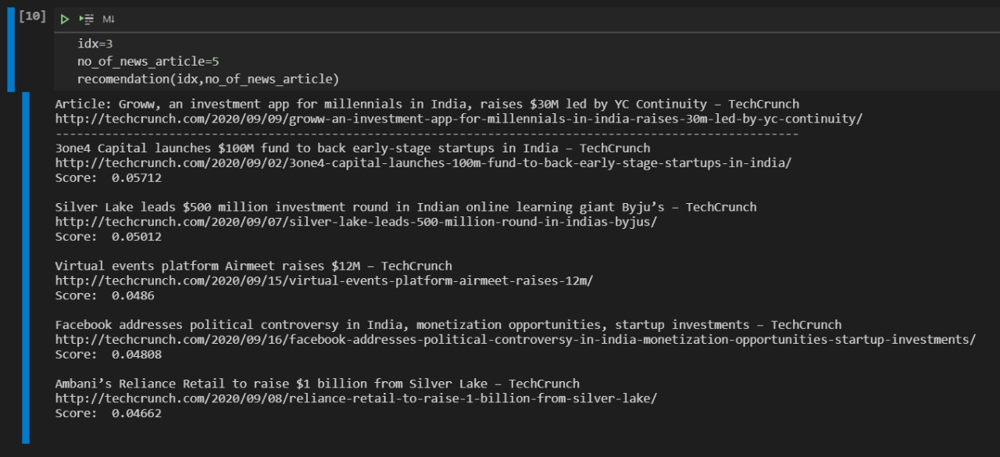 [10]
M↓
idx=3
no_of_news_article=5
recomendation(idx,no_of_news_article)
Article: Groww, an investment app for millennials in India, raises $30M led by YC Continuity – TechCrunch
http://techcrunch.com/2020/09/09/groww-an-investment-app-for-millennials-in-india-raises-30m-led-by-yc-continuity/
---------------------------------------------------------------------------------------------------------
3one4 Capital launches $100M fund to back early-stage startups in India – TechCrunch
http://techcrunch.com/2020/09/02/3one4-capital-launches-100m-fund-to-back-early-stage-startups-in-india/
Score:  0.05712
Silver Lake leads $500 million investment round in Indian online learning giant Byju’s – TechCrunch
http://techcrunch.com/2020/09/07/silver-lake-leads-500-million-round-in-indias-byjus/
Score:  0.05012
Virtual events platform Airmeet raises $12M – TechCrunch
http://techcrunch.com/2020/09/15/virtual-events-platform-airmeet-raises-12m/
Score:  0.0486
Facebook addresses political controversy in India, monetization opportunities, startup investments – TechCrunch
http://techcrunch.com/2020/09/16/facebook-addresses-political-controversy-in-india-monetization-opportunities-startup-investments/
Score:  0.04808
Ambani’s Reliance Retail to raise $1 billion from Silver Lake – TechCrunch
http://techcrunch.com/2020/09/08/reliance-retail-to-raise-1-billion-from-silver-lake/
Score:  0.04662